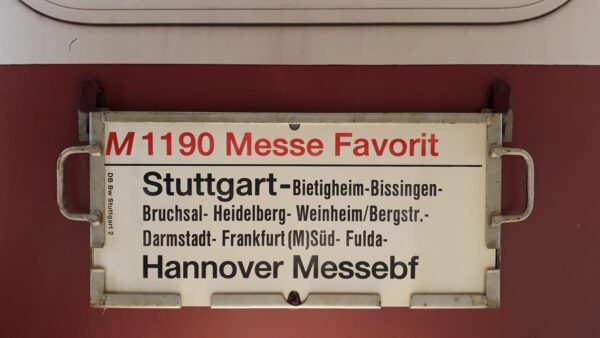 M 1190 Messe Favorit
Stuttgart-Bietigheim-Bissingen-
Bruchsal- Heidelberg- Weinheim/Bergstr.-
Darmstadt- Frankfurt (M)Süd- Fulda-
Hannover Messebf
DB Bw Stuttgart 2